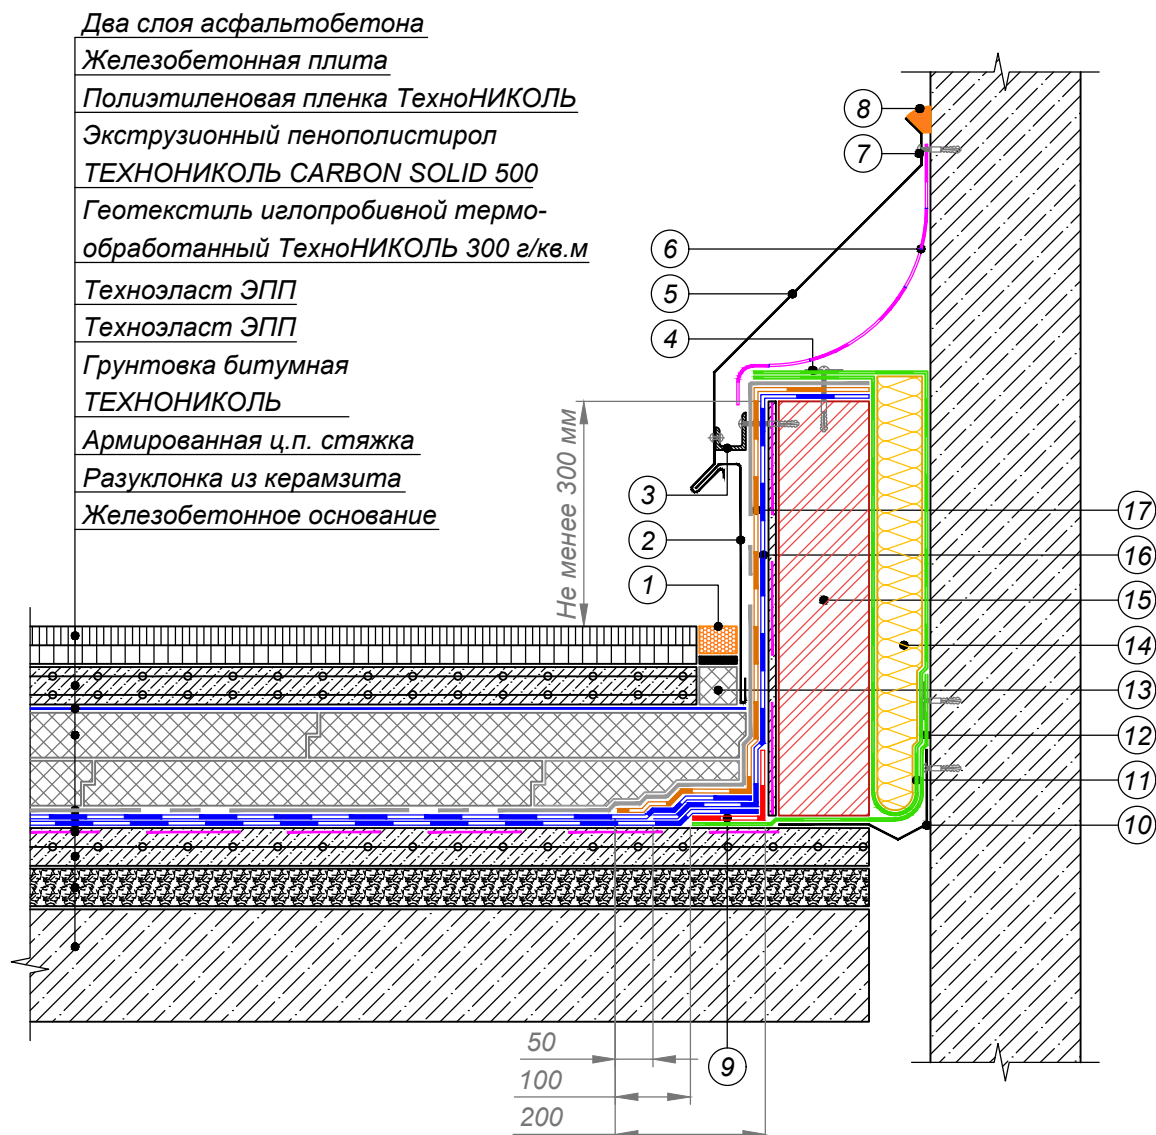 Два слоя асфальтобетона
Железобетонная плита
Полиэтиленовая пленка ТехноНИКОЛЬ
Экструзионный пенополистирол
ТЕХНОНИКОЛЬ CARBON SOLID 500
Геотекстиль иглопробивной термо-
обработанный ТехноНИКОЛЬ 300 г/кв.м
Техноэласт ЭПП
Техноэласт ЭПП
Грунтовка битумная
ТЕХНОНИКОЛЬ
Армированная ц.п. стяжка
Разуклонка из керамзита
Железобетонное основание
8
7
6
5
4
3
2
1
Не менее 300 мм
17
16
15
14
13
12
11
10
9
50
100
200